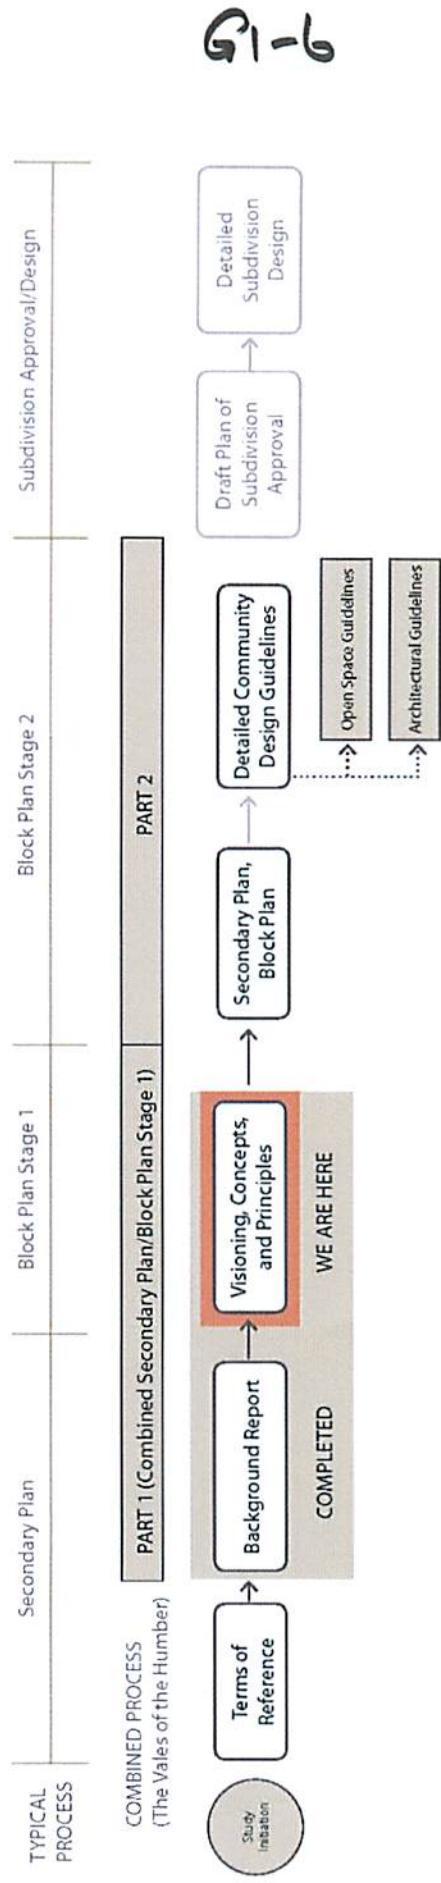 G1-6
TYPICAL
PROCESS
Secondary Plan
Block Plan Stage 1
Block Plan Stage 2
Subdivision Approval/Design
COMBINED PROCESS
(The Vales of the Humber)
PART 1 (Combined Secondary Plan/Block Plan Stage 1)
PART 2
Study
Initiation
Terms of
Reference
Background Report
Visioning, Concepts,
and Principles
Secondary Plan,
Block Plan
Detailed Community
Design Guidelines
Draft Plan of
Subdivision
Approval
Detailed
Subdivision
Design
COMPLETED
WE ARE HERE
Open Space Guidelines
Architectural Guidelines